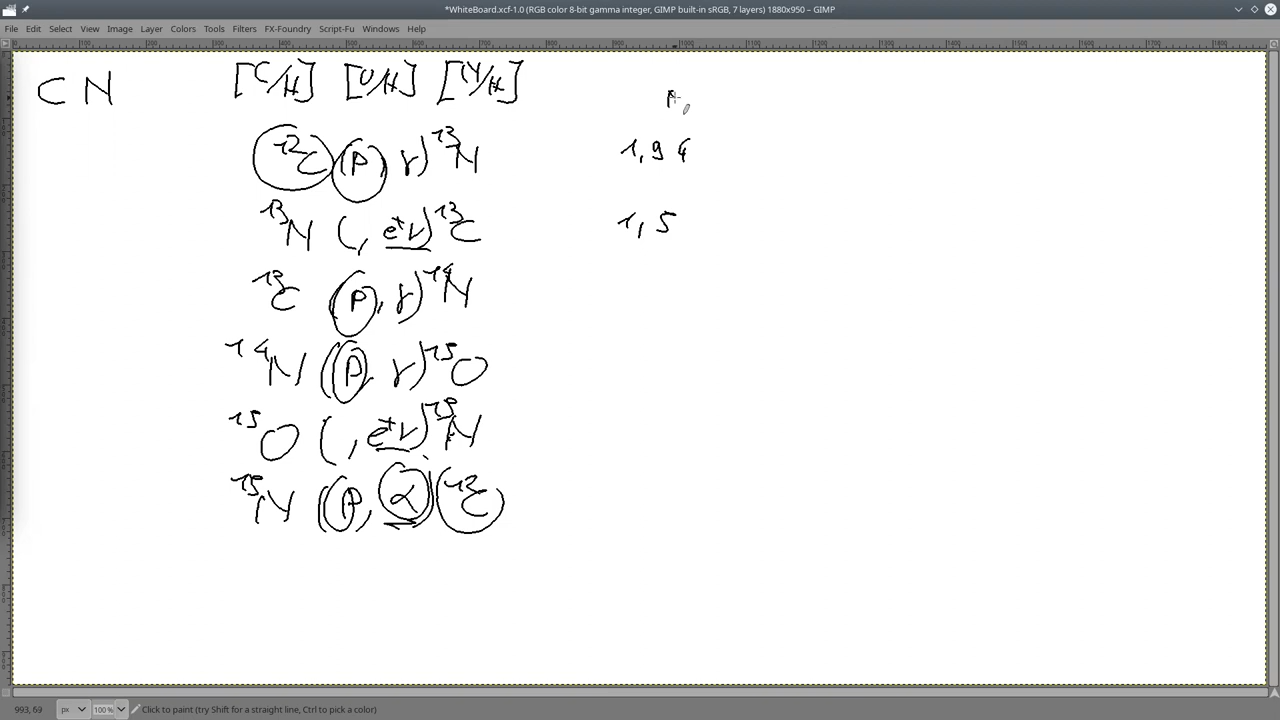 *WhiteBoard.xcf-1.0 (RGB color 8-bit gamma integer, GIMP built-in sRGB, 7 layers) 1880x950 – GIMP
File Edit Select View Image Layer Colors Tools Filters FX-Foundry Script-Fu Windows Help
C N [C/H] [O/H] [N/H]
¹²C (p, γ) ¹³N 1,94
¹³N (, e⁺ν) ¹³C 1,5
¹³C (p, γ) ¹⁴N
¹⁴N (p, γ) ¹⁵O
¹⁵O (, e⁺ν) ¹⁵N
¹⁵N (p, α) ¹²C
993, 69 px 100 % Click to paint (try Shift for a straight line, Ctrl to pick a color)